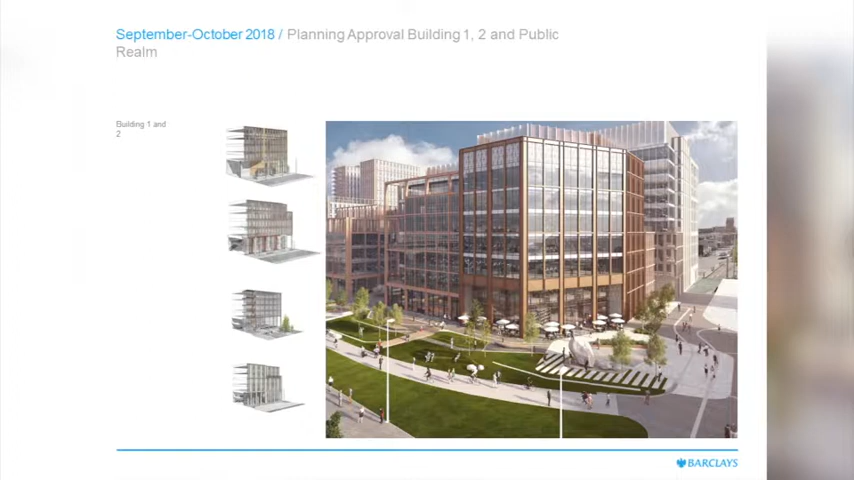 September-October 2018 / Planning Approval Building 1, 2 and Public
Realm
Building 1 and
2
BARCLAYS